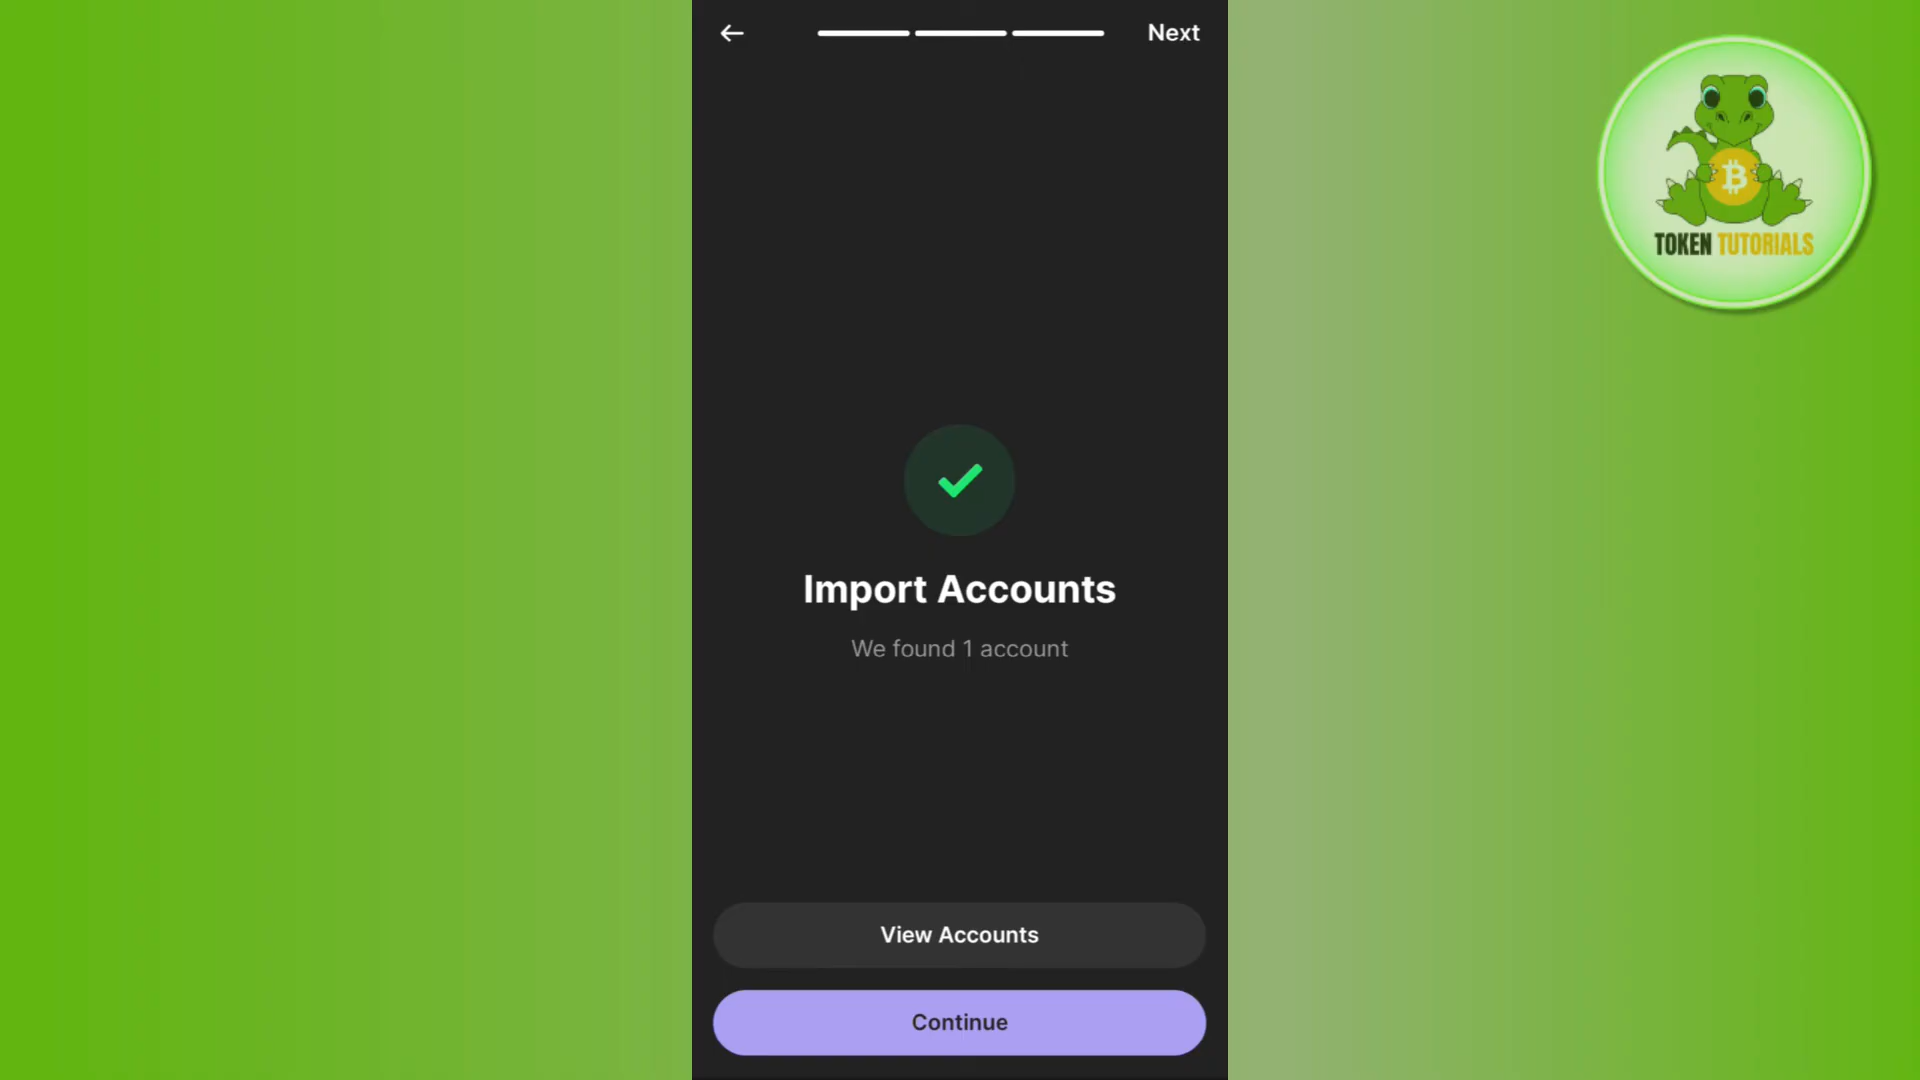 Next
TOKEN TUTORIALS
Import Accounts
We found 1 account
View Accounts
Continue